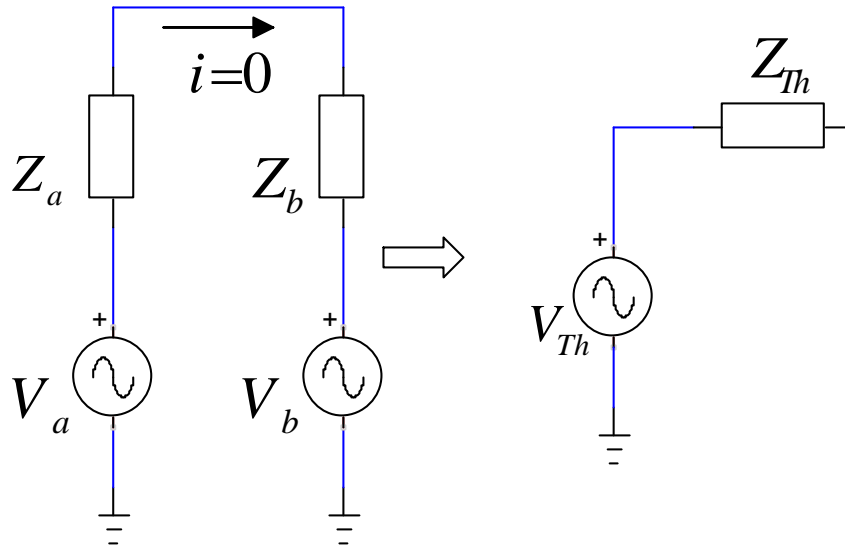 i=0
Z_a
Z_b
Z_Th
+
+
+
V_a
V_b
V_Th